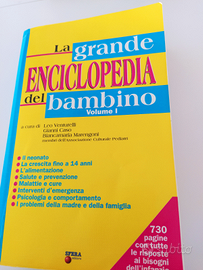 La grande
ENCICLOPEDIA
del bambino
Volume I
a cura di Leo Venturelli
Gianni Caso
Biancamaria Marengoni
membri dell'Associazione Culturale Pediatri
Il neonato
La crescita fino a 14 anni
L'alimentazione
Salute e prevenzione
Malattie e cure
Interventi d'emergenza
Psicologia e comportamento
I problemi della madre e della famiglia
730
pagine
con tutte
le risposte
ai bisogni
dell'infanzia